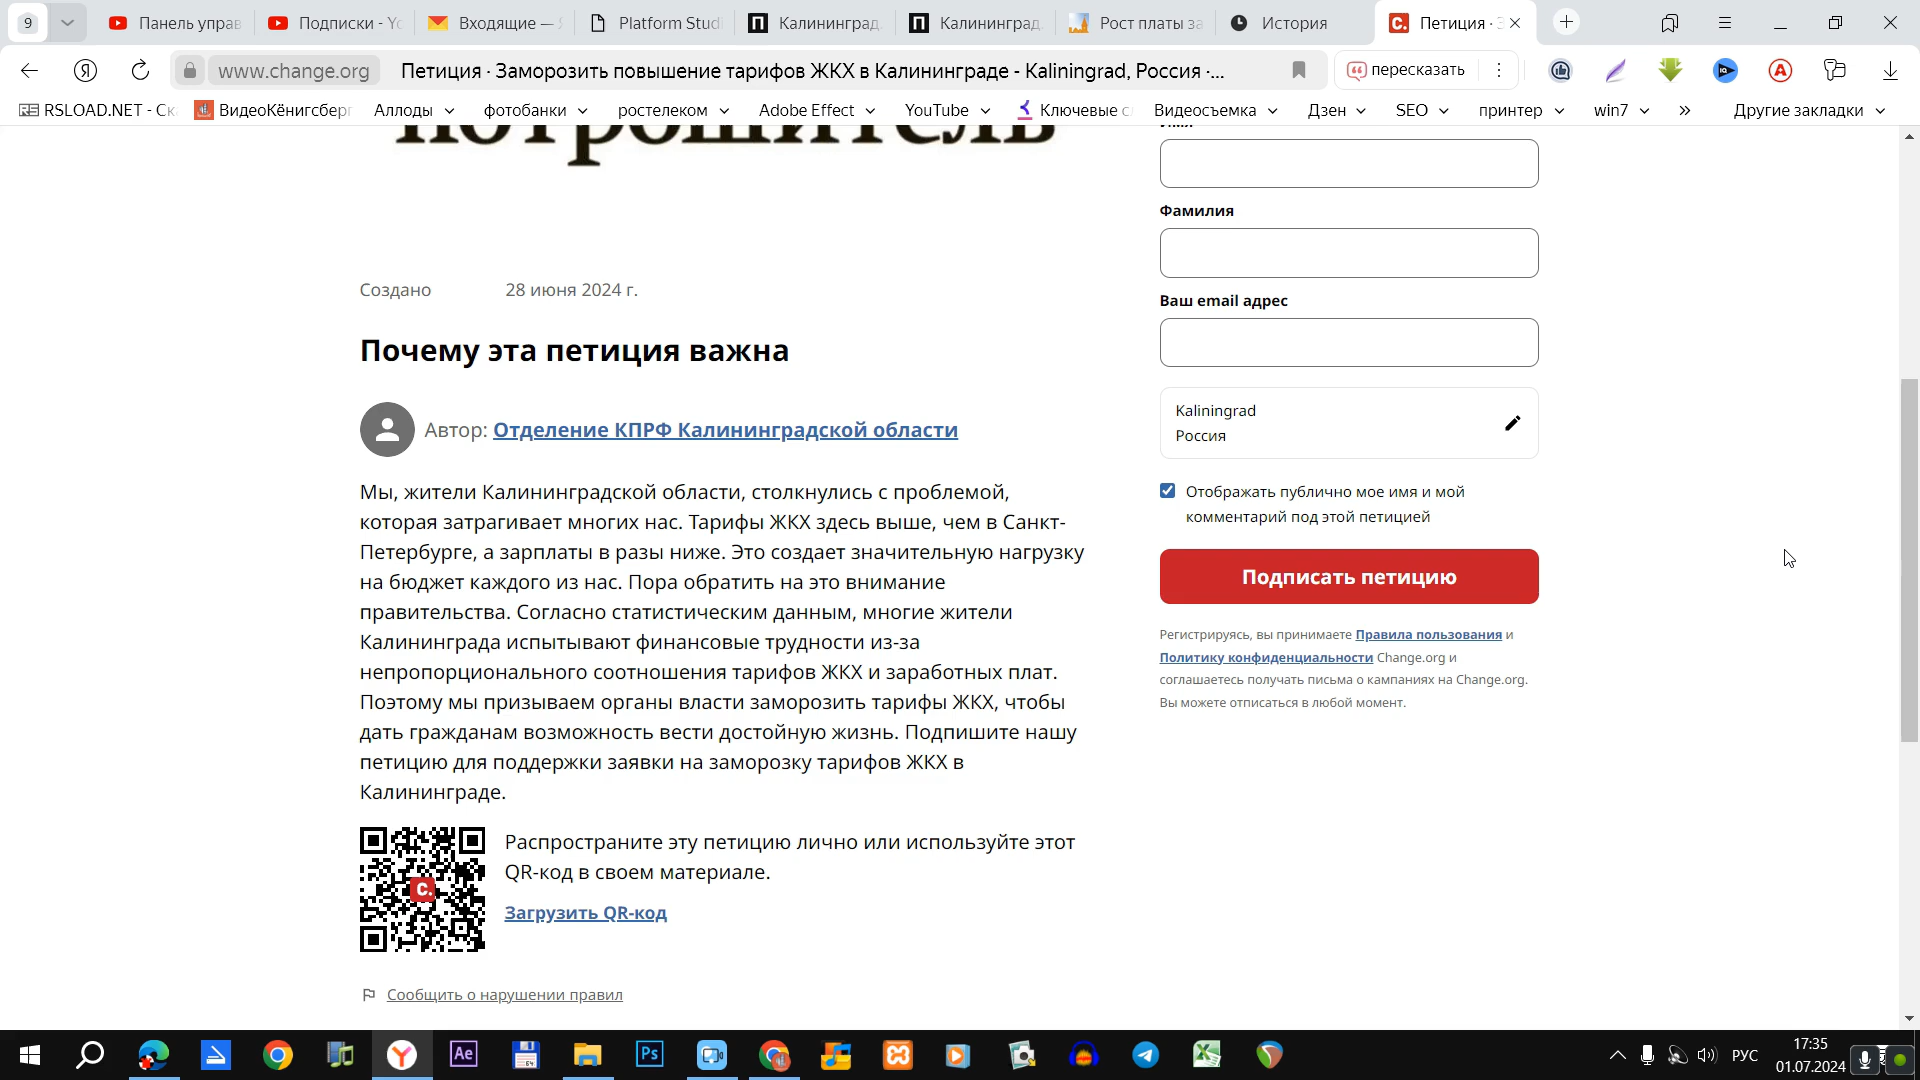 9
Панель управ
Подписки - Yo
Входящие —
Platform Studi
Калининград.
Калининград.
Рост платы за
История
Петиция ·
www.change.org
Петиция · Заморозить повышение тарифов ЖКХ в Калининграде - Kaliningrad, Россия ·...
пересказать
RSLOAD.NET - Ск
ВидеоКёнигсберг
Аллоды
фотобанки
ростелеком
Adobe Effect
YouTube
Ключевые с
Видеосъемка
Дзен
SEO
принтер
win7
»
Другие закладки
потрошитель
Создано
28 июня 2024 г.
Почему эта петиция важна
Автор: Отделение КПРФ Калининградской области
Мы, жители Калининградской области, столкнулись с проблемой,
которая затрагивает многих нас. Тарифы ЖКХ здесь выше, чем в Санкт-
Петербурге, а зарплаты в разы ниже. Это создает значительную нагрузку
на бюджет каждого из нас. Пора обратить на это внимание
правительства. Согласно статистическим данным, многие жители
Калининграда испытывают финансовые трудности из-за
непропорционального соотношения тарифов ЖКХ и заработных плат.
Поэтому мы призываем органы власти заморозить тарифы ЖКХ, чтобы
дать гражданам возможность вести достойную жизнь. Подпишите нашу
петицию для поддержки заявки на заморозку тарифов ЖКХ в
Калининграде.
Распространите эту петицию лично или используйте этот
QR-код в своем материале.
Загрузить QR-код
Сообщить о нарушении правил
Имя
Фамилия
Ваш email адрес
Kaliningrad
Россия
Отображать публично мое имя и мой
комментарий под этой петицией
Подписать петицию
Регистрируясь, вы принимаете Правила пользования и
Политику конфиденциальности Change.org и
соглашаетесь получать письма о кампаниях на Change.org.
Вы можете отписаться в любой момент.
C.
Ae
64
Ps
РУС
17:35
01.07.2024